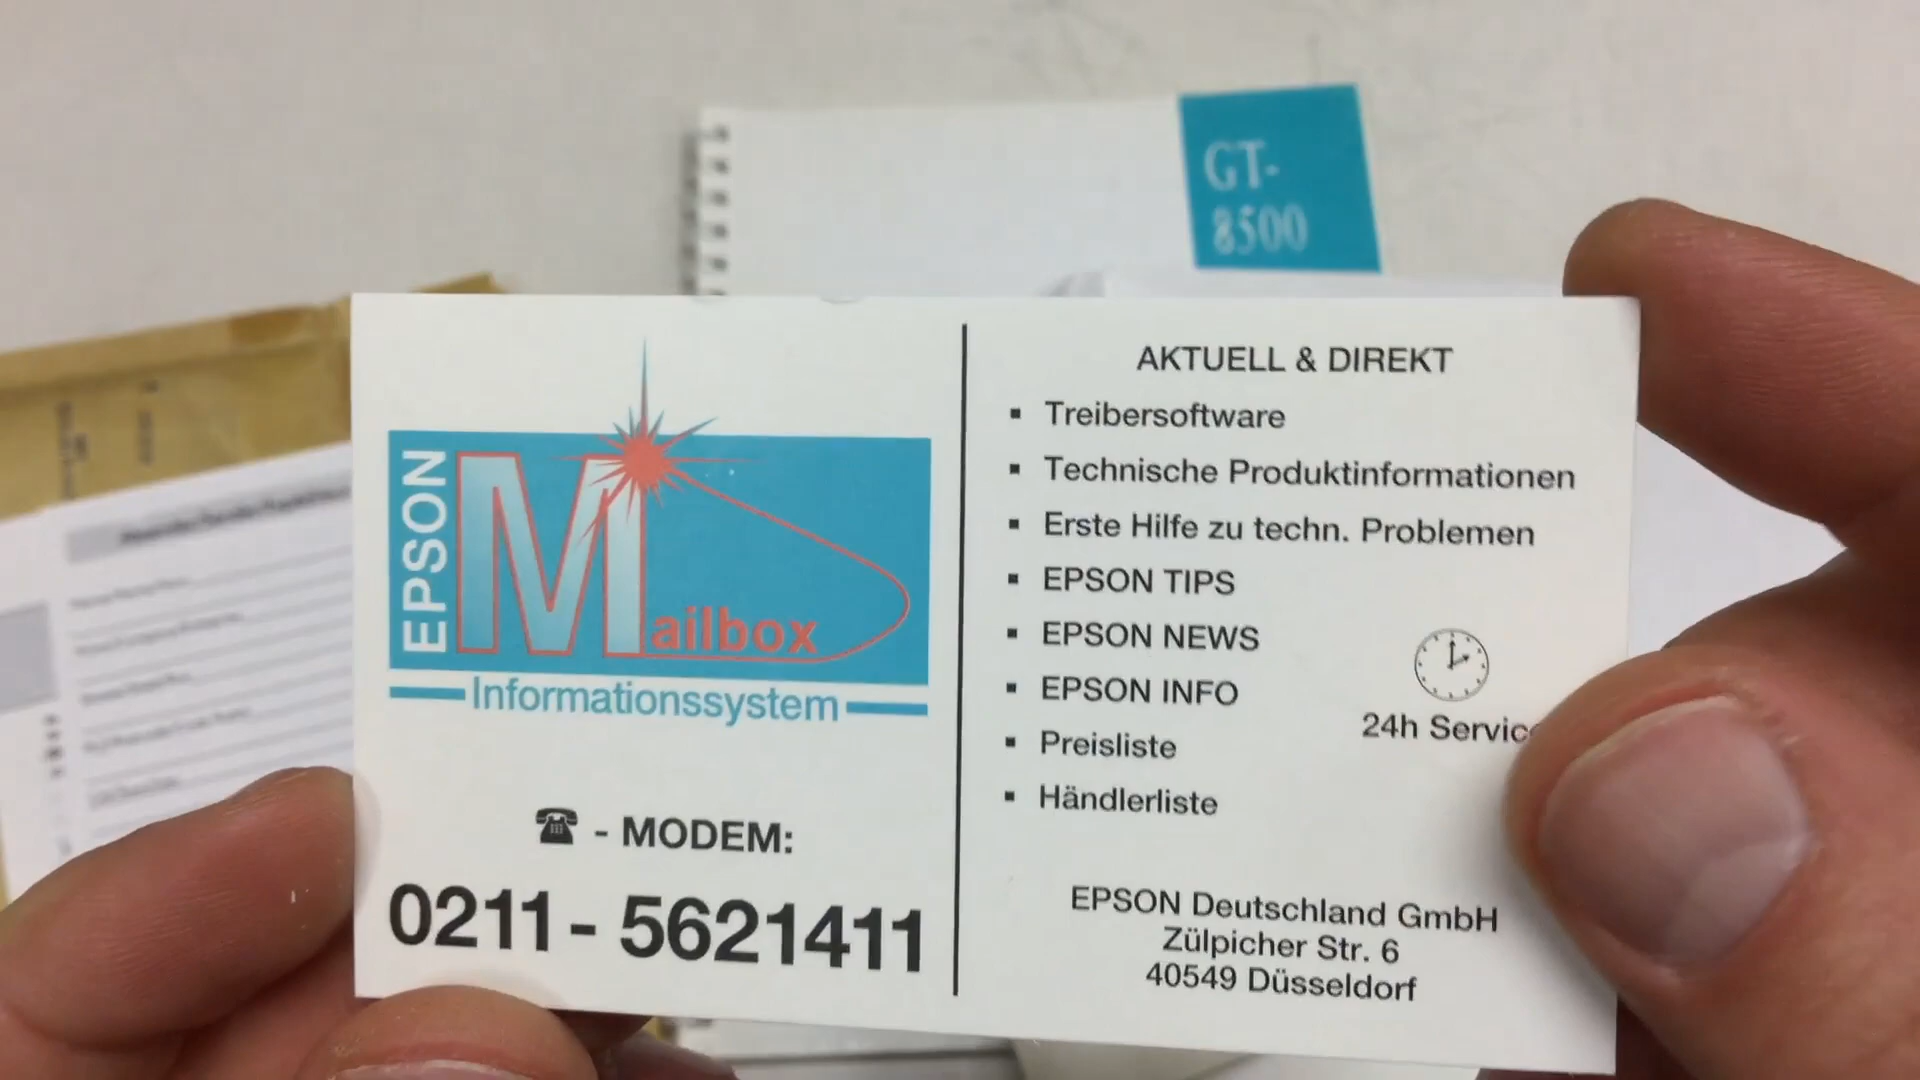 GT-
8500
EPSON
Mailbox
Informationssystem
☎ - MODEM:
0211 - 5621411
AKTUELL & DIREKT
▪ Treibersoftware
▪ Technische Produktinformationen
▪ Erste Hilfe zu techn. Problemen
▪ EPSON TIPS
▪ EPSON NEWS
▪ EPSON INFO
▪ Preisliste
▪ Händlerliste
24h Servic
EPSON Deutschland GmbH
Zülpicher Str. 6
40549 Düsseldorf